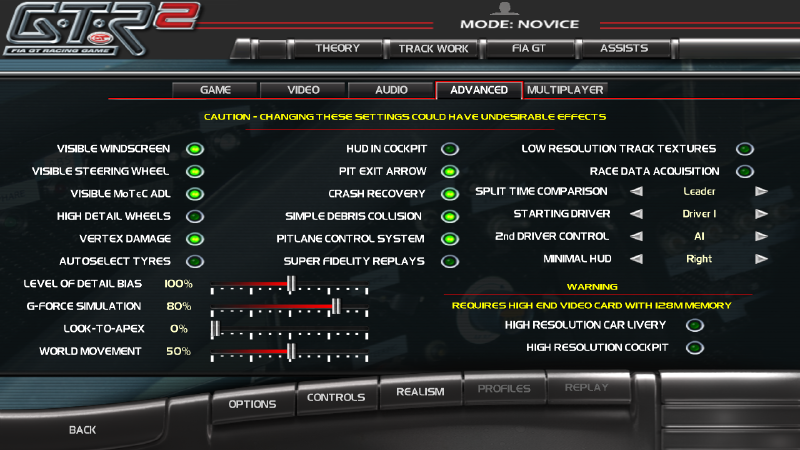 GTR2
FIA GT RACING GAME
MODE: NOVICE
THEORY TRACK WORK FIA GT ASSISTS
GAME VIDEO AUDIO ADVANCED MULTIPLAYER
CAUTION - CHANGING THESE SETTINGS COULD HAVE UNDESIRABLE EFFECTS
VISIBLE WINDSCREEN HUD IN COCKPIT LOW RESOLUTION TRACK TEXTURES
VISIBLE STEERING WHEEL PIT EXIT ARROW RACE DATA ACQUISITION
VISIBLE MoTeC ADL CRASH RECOVERY SPLIT TIME COMPARISON Leader
HIGH DETAIL WHEELS SIMPLE DEBRIS COLLISION STARTING DRIVER Driver 1
VERTEX DAMAGE PITLANE CONTROL SYSTEM 2nd DRIVER CONTROL AI
AUTOSELECT TYRES SUPER FIDELITY REPLAYS MINIMAL HUD Right
LEVEL OF DETAIL BIAS 100% WARNING
G-FORCE SIMULATION 80% REQUIRES HIGH END VIDEO CARD WITH 128M MEMORY
LOOK-TO-APEX 0% HIGH RESOLUTION CAR LIVERY
WORLD MOVEMENT 50% HIGH RESOLUTION COCKPIT
BACK OPTIONS CONTROLS REALISM PROFILES REPLAY